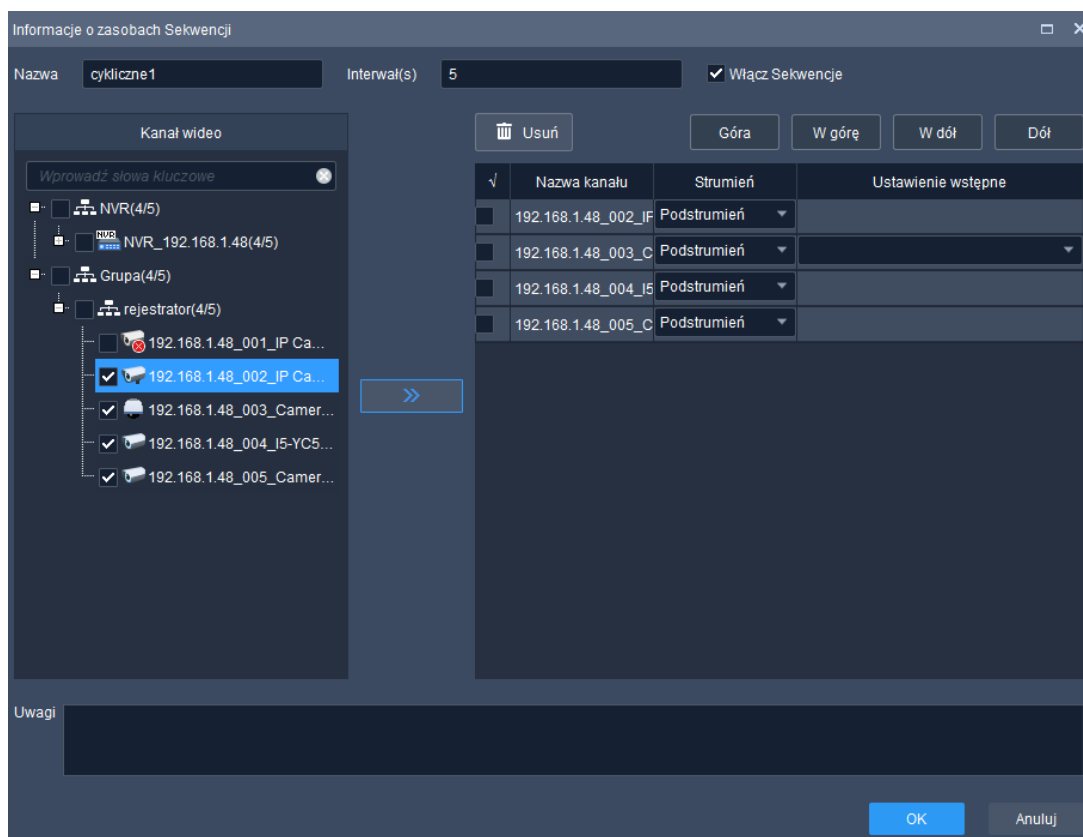 Informacje o zasobach Sekwencji
Nazwa cykliczne1 Interwał(s) 5 Włącz Sekwencje
Kanał wideo
Usuń Góra W górę W dół Dół
Wprowadź słowa kluczowe
√ Nazwa kanału Strumień Ustawienie wstępne
NVR(4/5)
NVR_192.168.1.48(4/5)
Grupa(4/5)
rejestrator(4/5)
192.168.1.48_001_IP Ca...
192.168.1.48_002_IP Ca...
192.168.1.48_003_Camer...
192.168.1.48_004_I5-YC5...
192.168.1.48_005_Camer...
192.168.1.48_002_IF Podstrumień
192.168.1.48_003_C Podstrumień
192.168.1.48_004_I5 Podstrumień
192.168.1.48_005_C Podstrumień
Uwagi
OK Anuluj